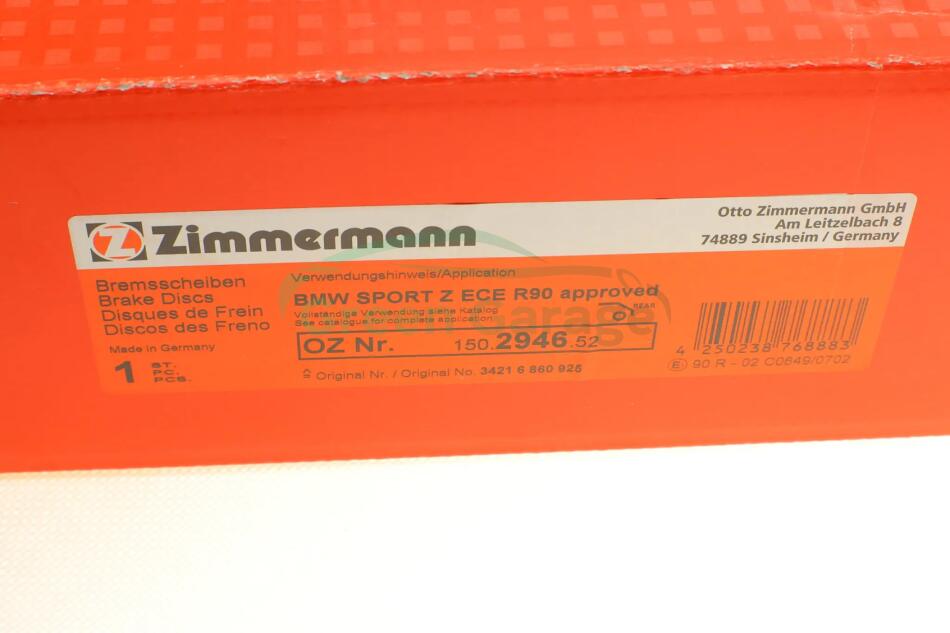 Zimmermann
Otto Zimmermann GmbH
Am Leitzelbach 8
74889 Sinsheim / Germany
Bremsscheiben
Brake Discs
Disques de Frein
Discos des Freno
Made in Germany
1 ST.
PC.
PCS.
Verwendungshinweis/Application
BMW SPORT Z ECE R90 approved
Vollständige Verwendung siehe Katalog
See catalogue for complete application
REAR
OZ Nr. 150.2946.52
Original Nr. / Original No. 3421 6 860 925
4 250238 768883
E1 90 R - 02 C0649/0702
Garage